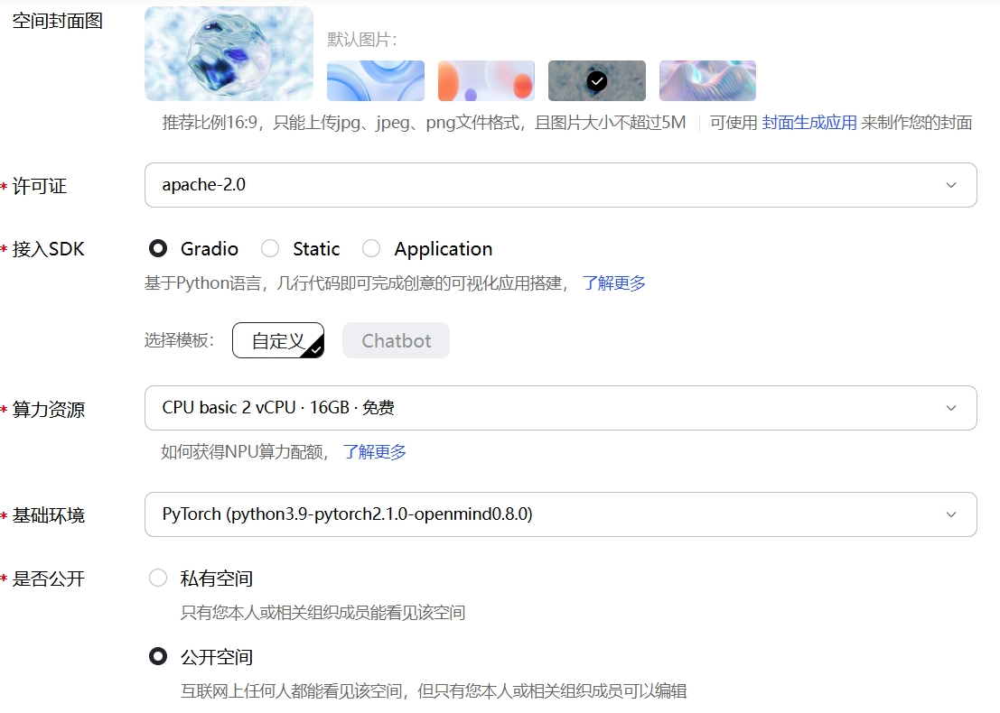 空间封面图
默认图片：
推荐比例16:9，只能上传jpg、jpeg、png文件格式，且图片大小不超过5M 可使用 封面生成应用 来制作您的封面
* 许可证
apache-2.0
* 接入SDK
Gradio Static Application
基于Python语言，几行代码即可完成创意的可视化应用搭建， 了解更多
选择模板： 自定义 Chatbot
* 算力资源
CPU basic 2 vCPU · 16GB · 免费
如何获得NPU算力配额， 了解更多
* 基础环境
PyTorch (python3.9-pytorch2.1.0-openmind0.8.0)
* 是否公开
私有空间
只有您本人或相关组织成员能看见该空间
公开空间
互联网上任何人都能看见该空间，但只有您本人或相关组织成员可以编辑